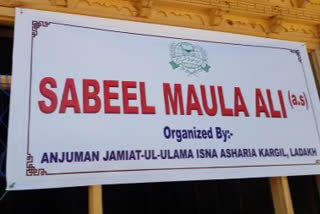 SABEEL MAULA ALI (a.s)
Organized By:-
ANJUMAN JAMIAT-UL-ULAMA ISNA ASHARIA KARGIL, LADAKH